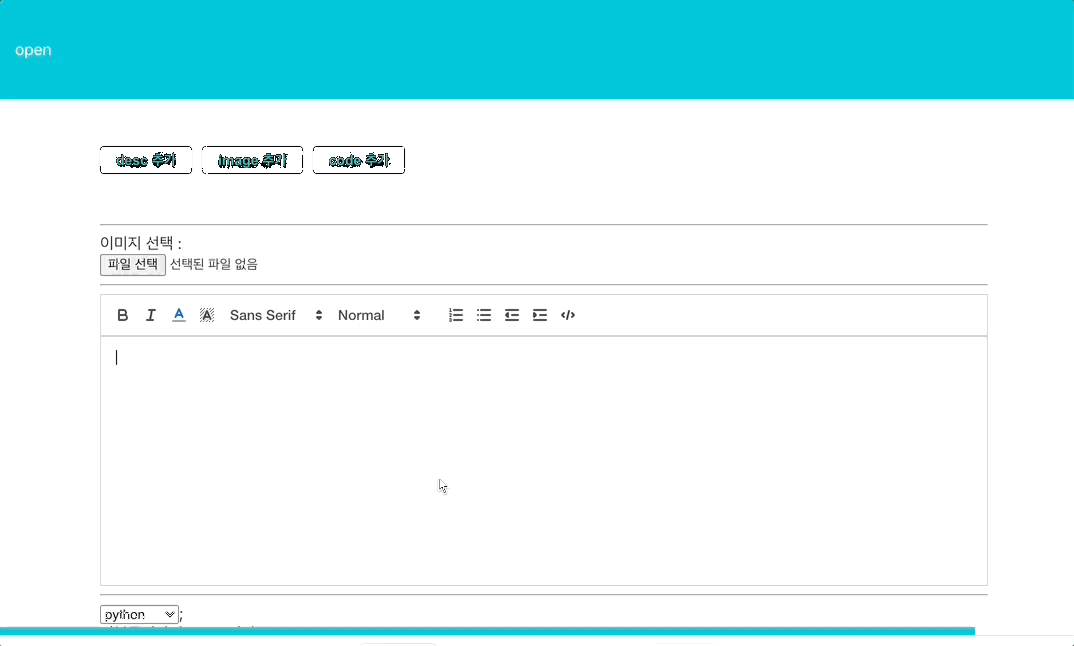 open
desc 추가 image 추가 code 추가
이미지 선택 :
파일 선택 선택된 파일 없음
B I A A Sans Serif Normal
python ;